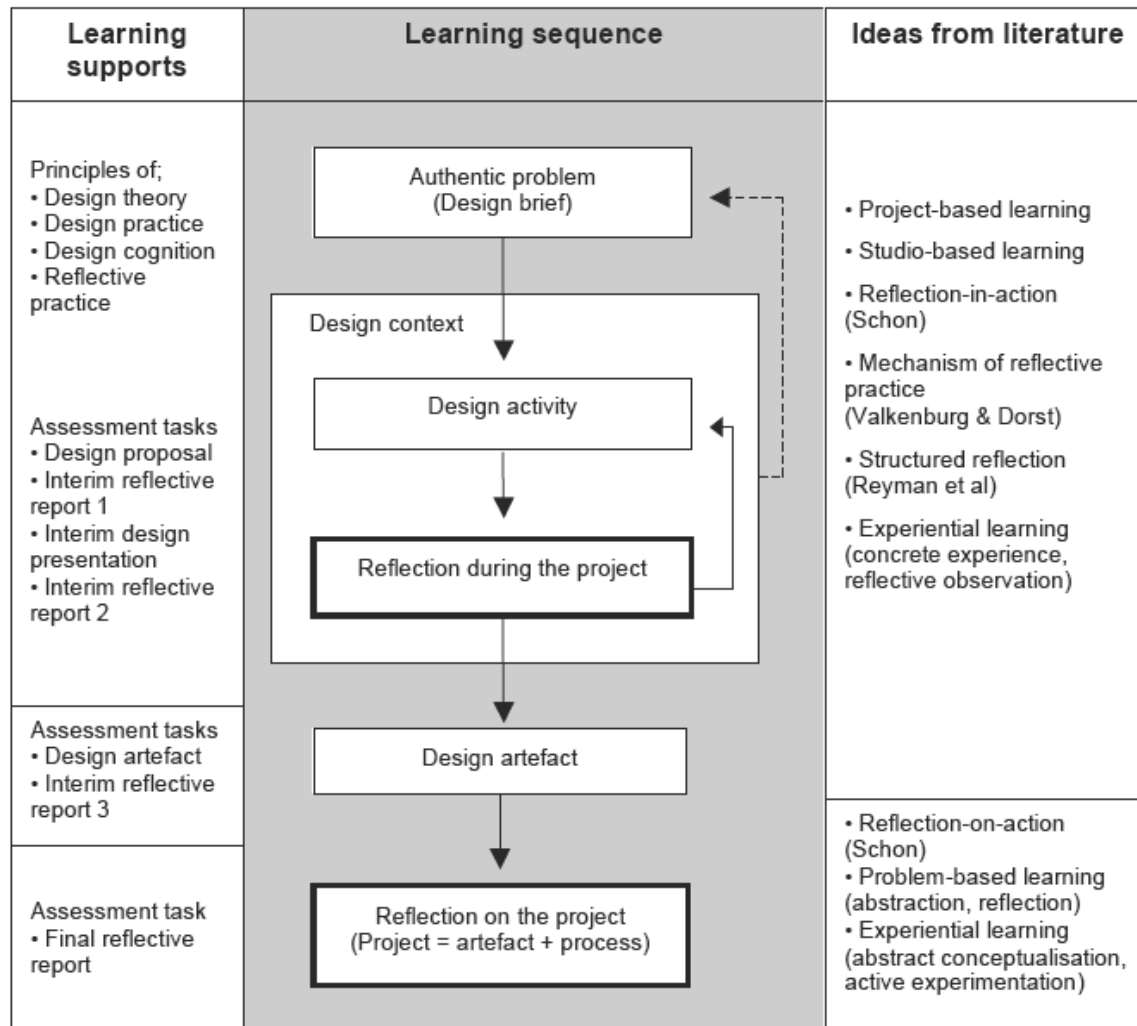 Learning
supports
Learning sequence
Ideas from literature
Principles of;
• Design theory
• Design practice
• Design cognition
• Reflective
practice
Assessment tasks
• Design proposal
• Interim reflective
report 1
• Interim design
presentation
• Interim reflective
report 2
Assessment tasks
• Design artefact
• Interim reflective
report 3
Assessment task
• Final reflective
report
Authentic problem
(Design brief)
Design context
Design activity
Reflection during the project
Design artefact
Reflection on the project
(Project = artefact + process)
• Project-based learning
• Studio-based learning
• Reflection-in-action
(Schon)
• Mechanism of reflective
practice
(Valkenburg & Dorst)
• Structured reflection
(Reyman et al)
• Experiential learning
(concrete experience,
reflective observation)
• Reflection-on-action
(Schon)
• Problem-based learning
(abstraction, reflection)
• Experiential learning
(abstract conceptualisation,
active experimentation)